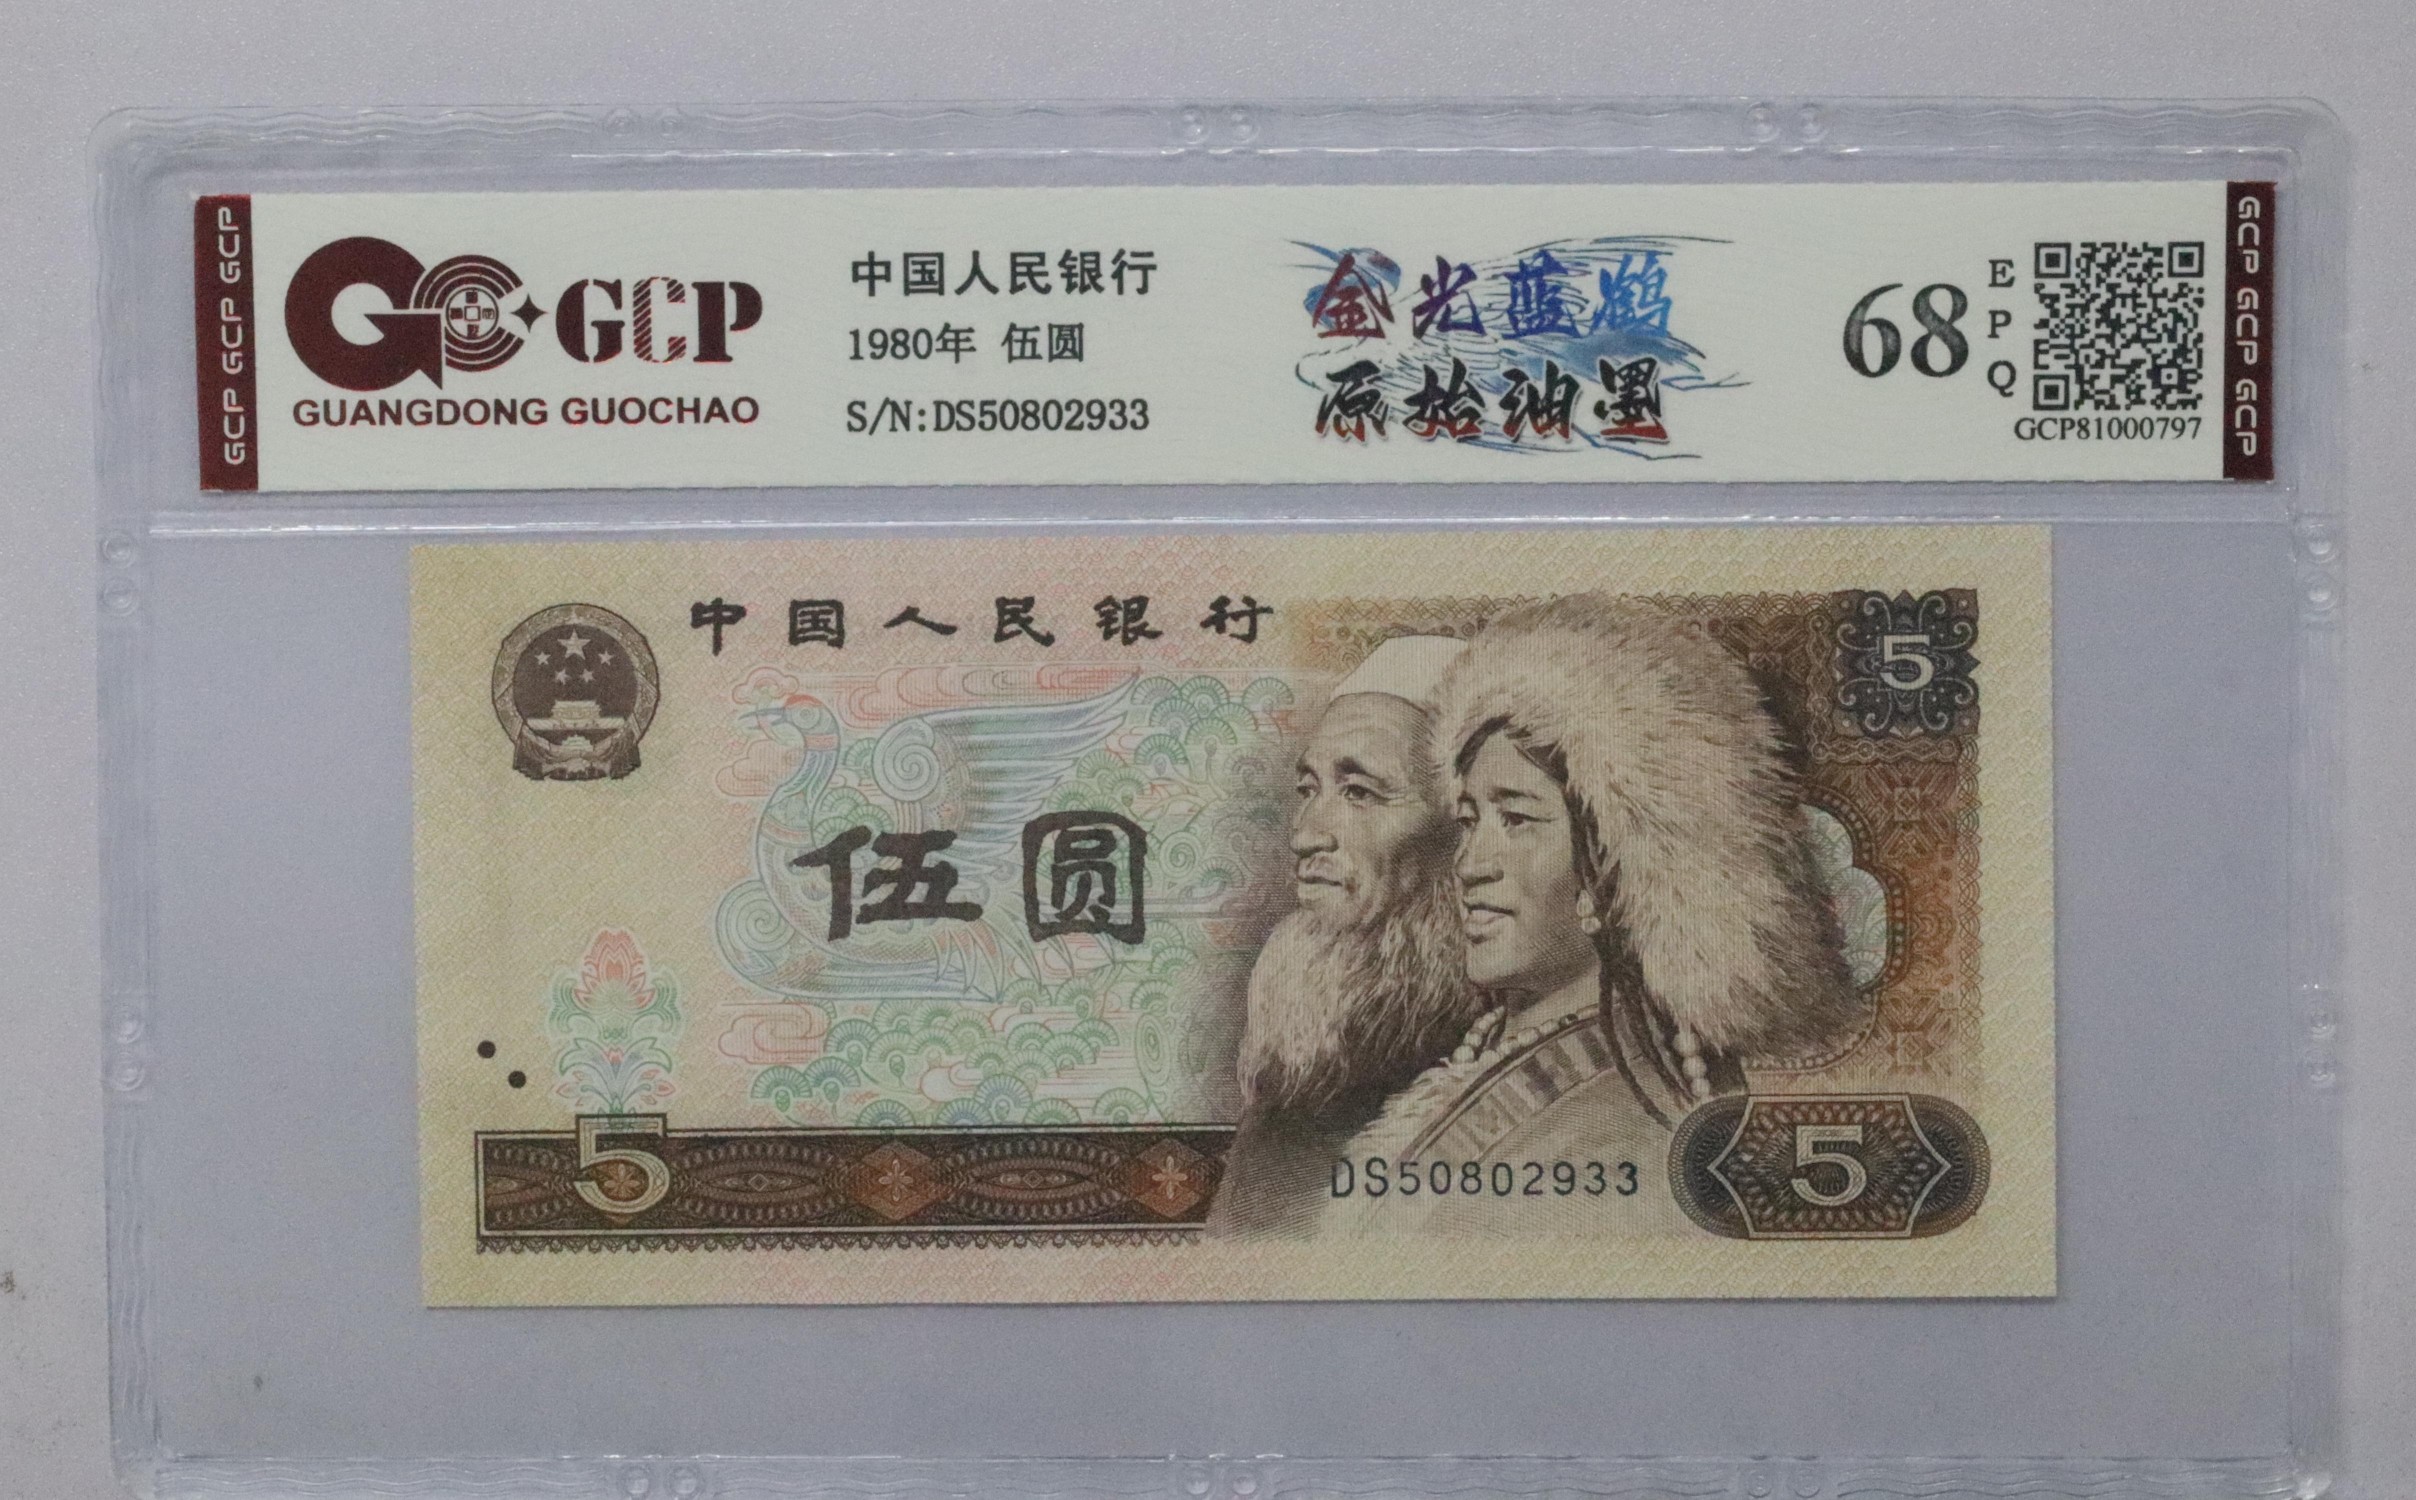 GCP GCP GCP
GCP
GUANGDONG GUOCHAO
中国人民银行
1980年 伍圆
S/N:DS50802933
金光蓝鹤
原始油墨
68
EPQ
GCP81000797
GCP GCP GCP
中国人民银行
5
伍圆
5
DS50802933
5